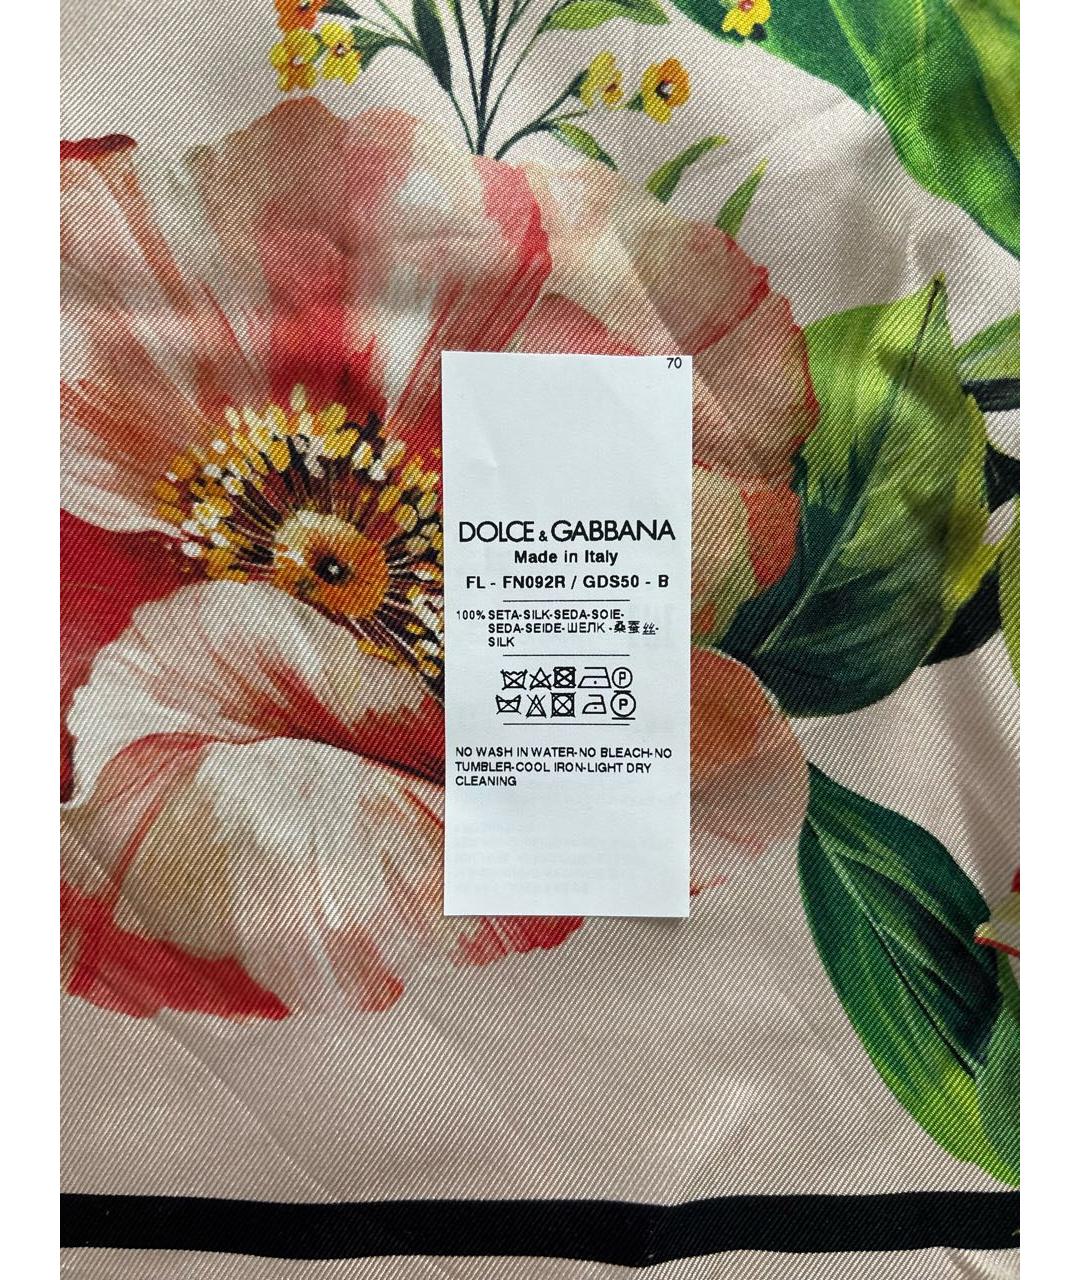 70
DOLCE & GABBANA
Made in Italy
FL - FN092R / GDS50 - B
100% SETA-SILK-SEDA-SOIE-
SEDA-SEIDE-ШЕЛК-桑蚕丝-
SILK
P
P
NO WASH IN WATER-NO BLEACH-NO
TUMBLER-COOL IRON-LIGHT DRY
CLEANING